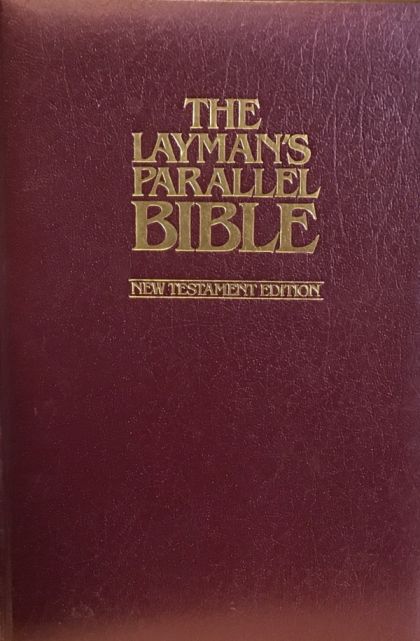 THE
LAYMAN'S
PARALLEL
BIBLE
NEW TESTAMENT EDITION